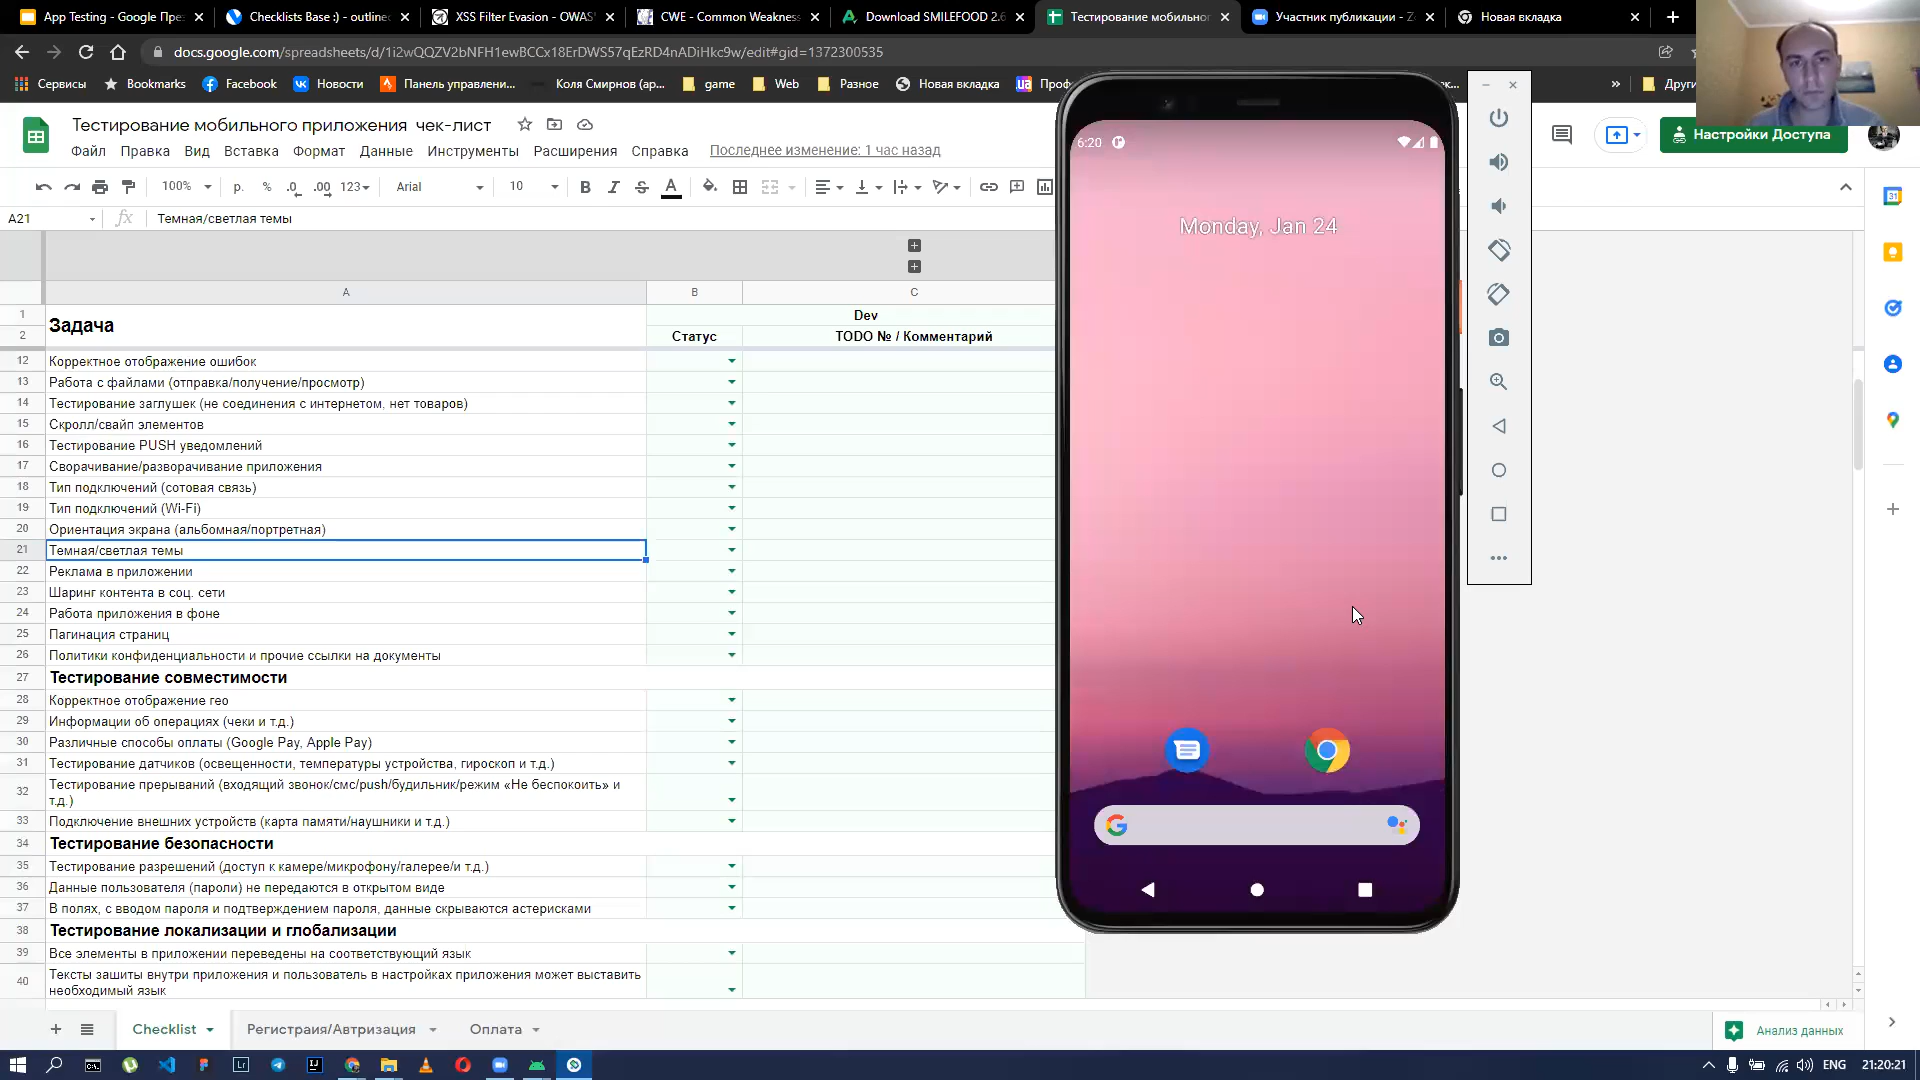 App Testing - Google Пре
Checklists Base :) - outline
XSS Filter Evasion - OWAS
CWE - Common Weakness
Download SMILEFOOD 2.6
Тестирование мобильног
Участник публикации - Zo
Новая вкладка
docs.google.com/spreadsheets/d/1i2wQQZV2bNFH1ewBCCx18ErDWS57qEzRD4nADiHkc9w/edit#gid=1372300535
Сервисы
Bookmarks
Facebook
Новости
Панель управлени...
Коля Смирнов (ар...
game
Web
Разное
Новая вкладка
Проф
к...
»
Други
Тестирование мобильного приложения чек-лист
Файл Правка Вид Вставка Формат Данные Инструменты Расширения Справка
Последнее изменение: 1 час назад
Настройки Доступа
100% р. % .0 .00 123 Arial 10 B I S A
A21 fx Темная/светлая темы
A B C
1 Задача Dev
2 Статус TODO № / Комментарий
12 Корректное отображение ошибок
13 Работа с файлами (отправка/получение/просмотр)
14 Тестирование заглушек (не соединения с интернетом, нет товаров)
15 Скролл/свайп элементов
16 Тестирование PUSH уведомлений
17 Сворачивание/разворачивание приложения
18 Тип подключений (сотовая связь)
19 Тип подключений (Wi-Fi)
20 Ориентация экрана (альбомная/портретная)
21 Темная/светлая темы
22 Реклама в приложении
23 Шаринг контента в соц. сети
24 Работа приложения в фоне
25 Пагинация страниц
26 Политики конфиденциальности и прочие ссылки на документы
27 Тестирование совместимости
28 Корректное отображение гео
29 Информации об операциях (чеки и т.д.)
30 Различные способы оплаты (Google Pay, Apple Pay)
31 Тестирование датчиков (освещенности, температуры устройства, гироскоп и т.д.)
32 Тестирование прерываний (входящий звонок/смс/push/будильник/режим «Не беспокоить» и
т.д.)
33 Подключение внешних устройств (карта памяти/наушники и т.д.)
34 Тестирование безопасности
35 Тестирование разрешений (доступ к камере/микрофону/галерее/и т.д.)
36 Данные пользователя (пароли) не передаются в открытом виде
37 В полях, с вводом пароля и подтверждением пароля, данные скрываются астерисками
38 Тестирование локализации и глобализации
39 Все элементы в приложении переведены на соответствующий язык
40 Тексты зашиты внутри приложения и пользователь в настройках приложения может выставить
необходимый язык
6:20
Monday, Jan 24
Checklist
Регистраия/Автризация
Оплата
Анализ данных
ENG 21:20:21